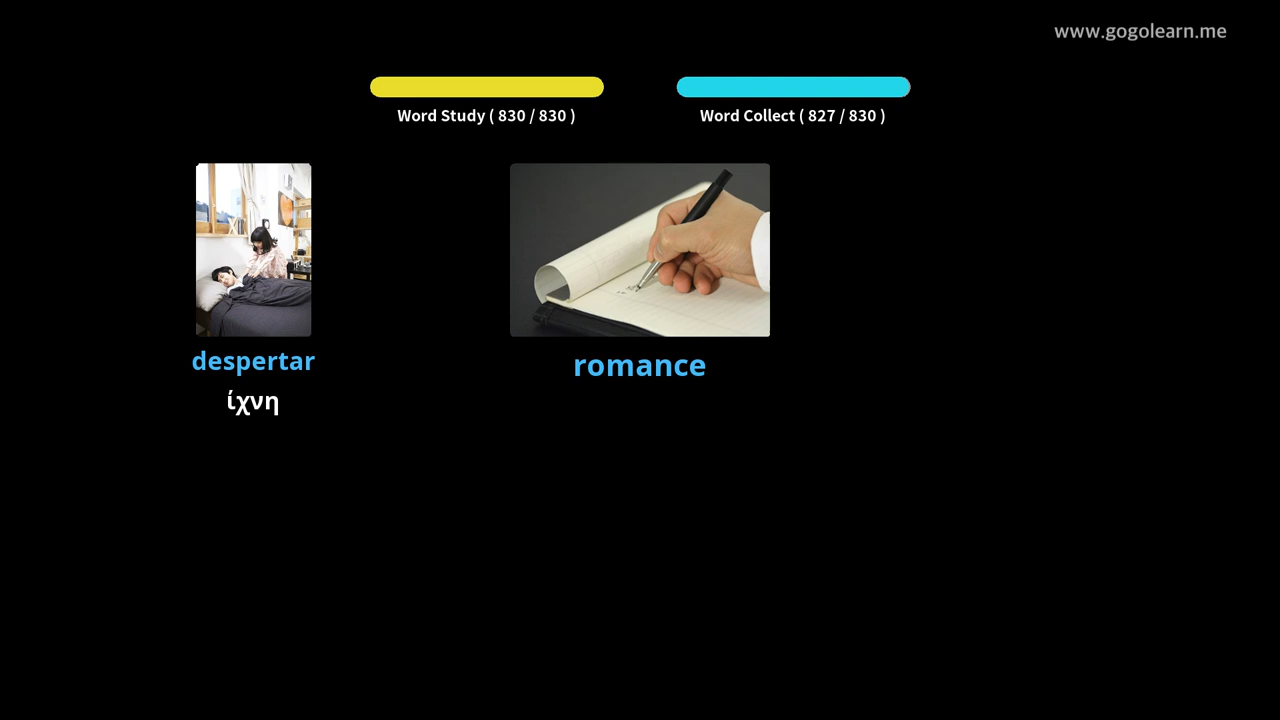 www.gogolearn.me
Word Study ( 830 / 830 )
Word Collect ( 827 / 830 )
despertar
ίχνη
romance